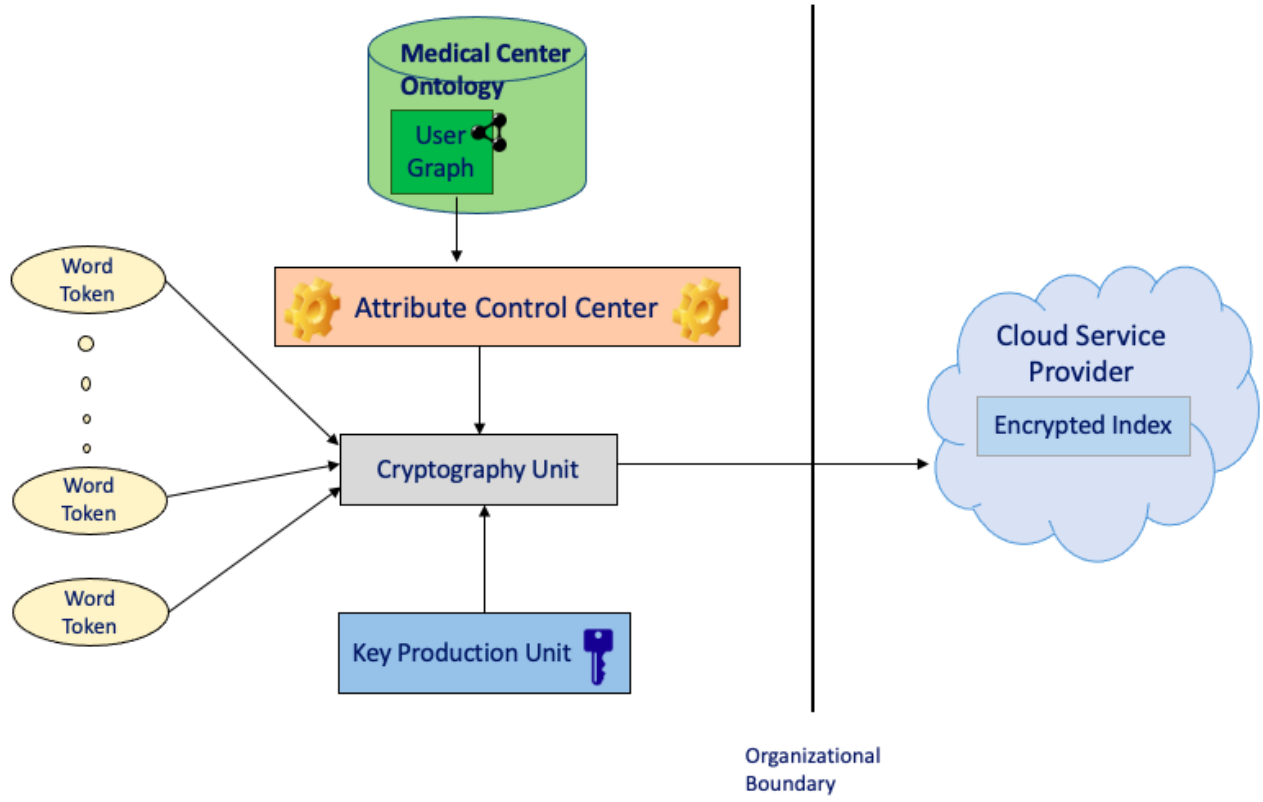 Medical Center
Ontology
User
Graph
Word
Token
Attribute Control Center
Cloud Service
Provider
Encrypted Index
Cryptography Unit
Word
Token
Word
Token
Key Production Unit
Organizational
Boundary